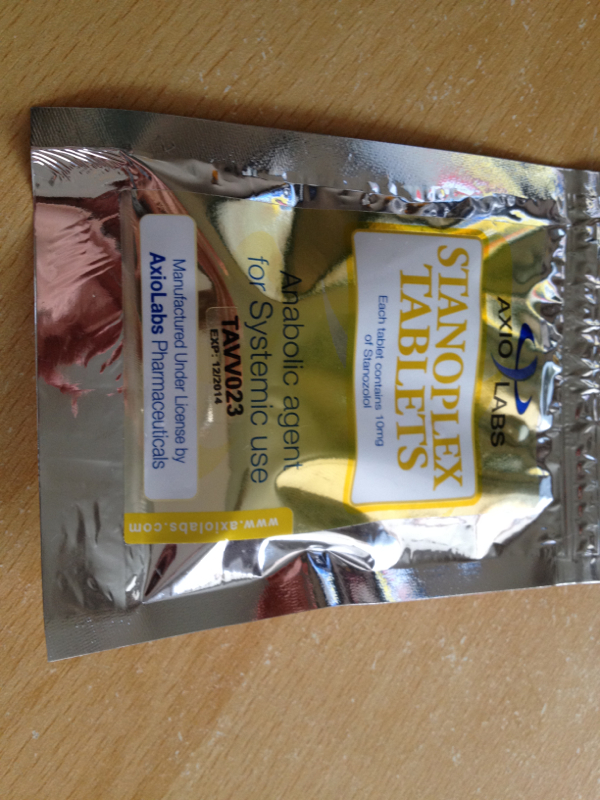 AXIO LABS
STANOPLEX
TABLETS
Each tablet contains 10mg
of Stanozolol
Anabolic agent
for Systemic use
TAVV023
EXP: 12/2014
Manufactured Under License by
AxioLabs Pharmaceuticals
www.axiolabs.com